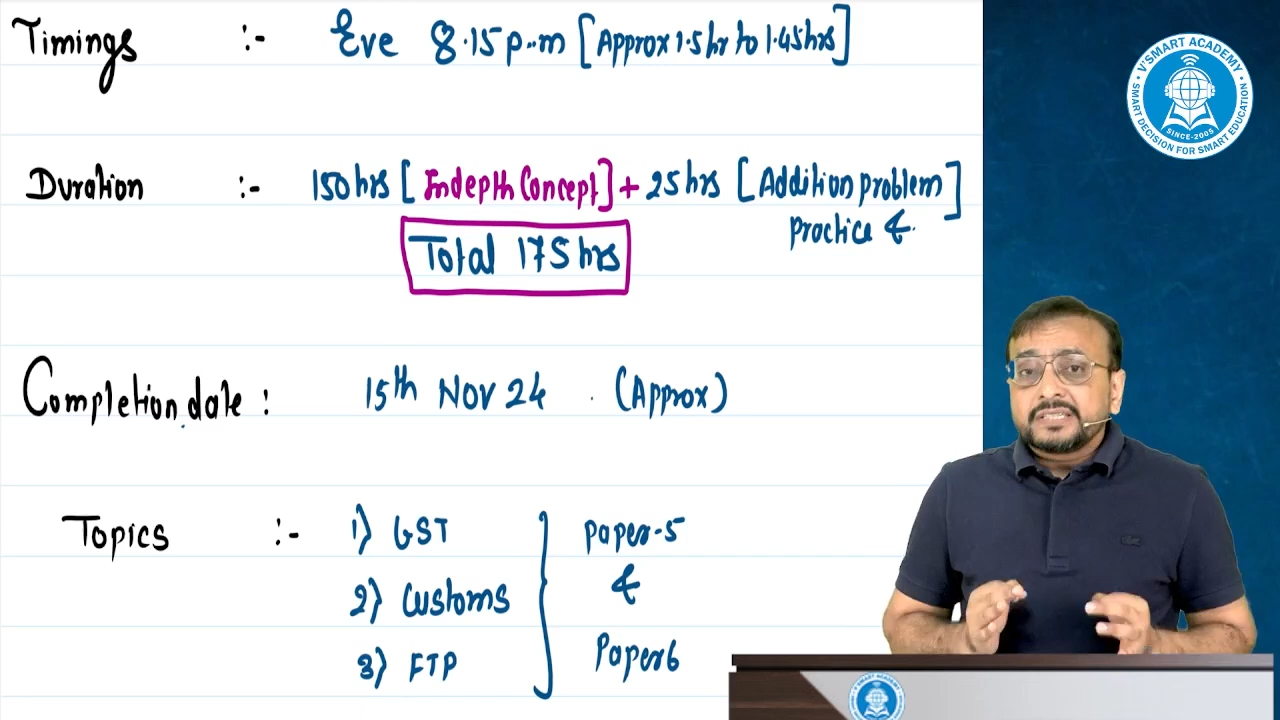 Timings :- Eve 8.15 p.m [Approx 1.5 hr to 1.45 hrs]
Duration :- 150 hrs [Indepth Concept] + 25 hrs [Addition problem
practice &]
Total 175 hrs
Completion date : 15th Nov 24 (Approx)
Topics :- 1) GST
2) Customs
3) FTP
paper-5
&
Paper 6
V'SMART ACADEMY
SMART DECISION FOR SMART EDUCATION
SINCE-2005